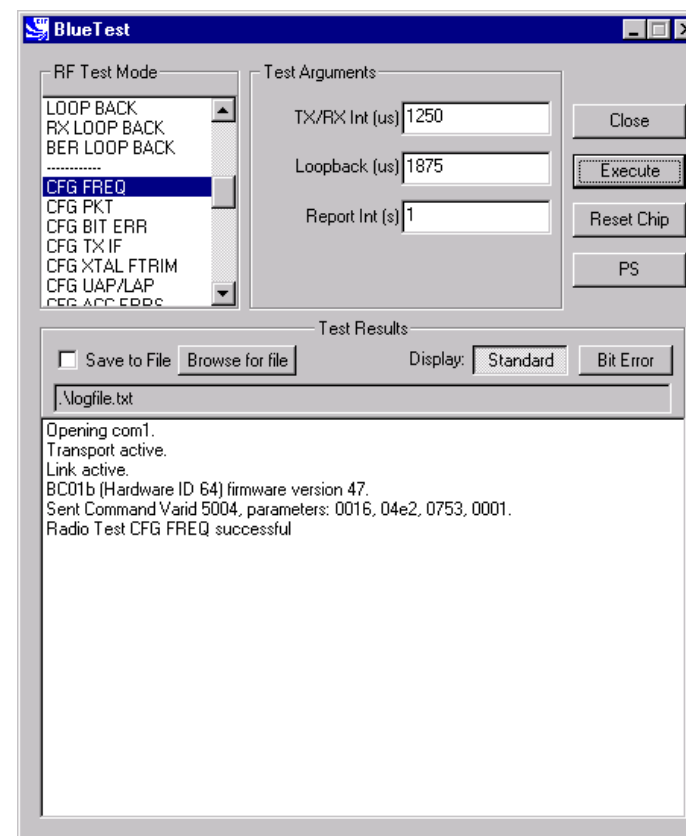 BlueTest
RF Test Mode
LOOP BACK
RX LOOP BACK
BER LOOP BACK
-----------
CFG FREQ
CFG PKT
CFG BIT ERR
CFG TX IF
CFG XTAL FTRIM
CFG UAP/LAP
CFG ACC ERRS
Test Arguments
TX/RX Int (us) 1250
Loopback (us) 1875
Report Int (s) 1
Close
Execute
Reset Chip
PS
Test Results
Save to File Browse for file Display: Standard Bit Error
.\logfile.txt
Opening com1.
Transport active.
Link active.
BC01b (Hardware ID 64) firmware version 47.
Sent Command Varid 5004, parameters: 0016, 04e2, 0753, 0001.
Radio Test CFG FREQ successful